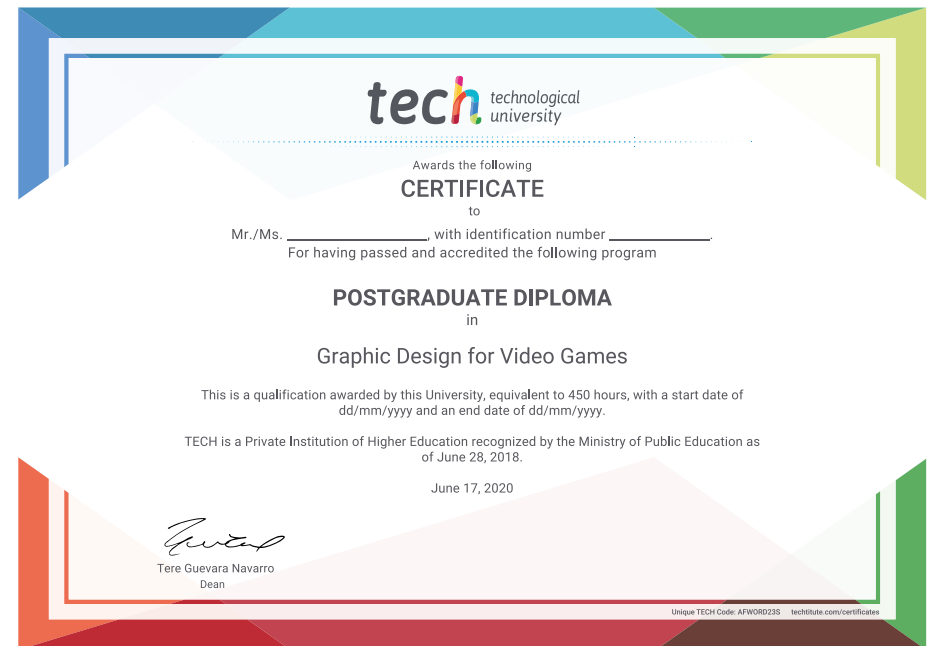 tech technological
university
Awards the following
CERTIFICATE
to
Mr./Ms. ____________________, with identification number ______________.
For having passed and accredited the following program
POSTGRADUATE DIPLOMA
in
Graphic Design for Video Games
This is a qualification awarded by this University, equivalent to 450 hours, with a start date of
dd/mm/yyyy and an end date of dd/mm/yyyy.
TECH is a Private Institution of Higher Education recognized by the Ministry of Public Education as
of June 28, 2018.
June 17, 2020
Tere Guevara Navarro
Dean
Unique TECH Code: AFWORD23S techtitute.com/certificates